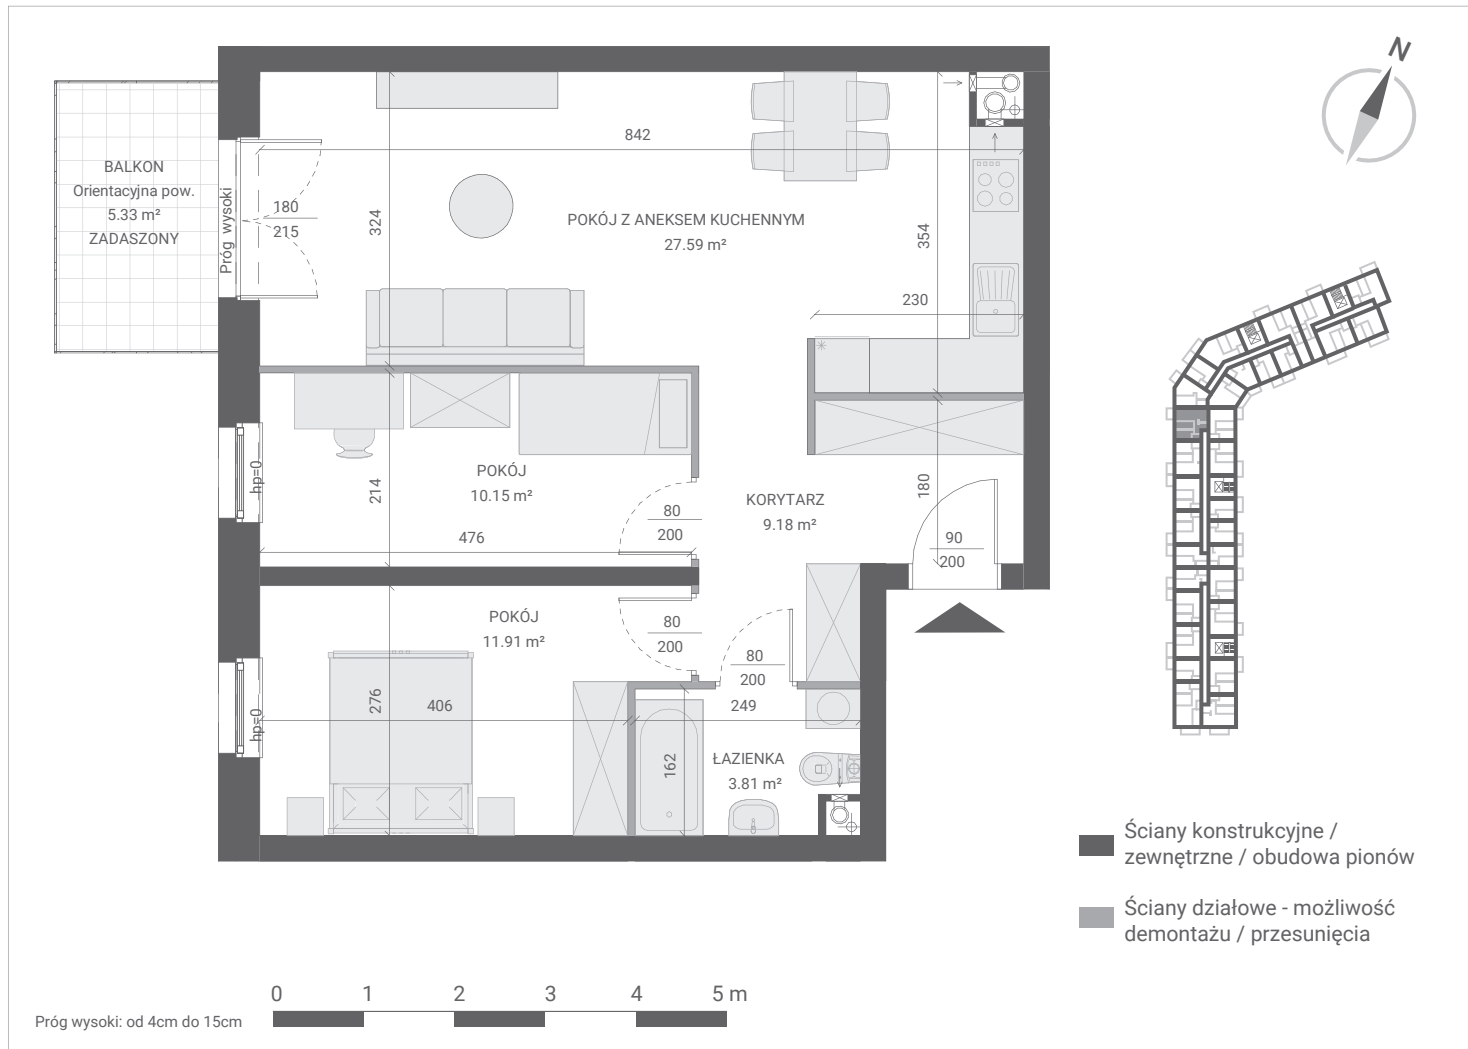 N
BALKON
Orientacyjna pow.
5.33 m²
ZADASZONY
Próg wysoki
180
215
842
324
POKÓJ Z ANEKSEM KUCHENNYM
27.59 m²
354
230
hp=0
POKÓJ
10.15 m²
214
476
80
200
KORYTARZ
9.18 m²
180
90
200
hp=0
POKÓJ
11.91 m²
276
406
80
200
80
200
249
162
ŁAZIENKA
3.81 m²
Ściany konstrukcyjne /
zewnętrzne / obudowa pionów
Ściany działowe - możliwość
demontażu / przesunięcia
0 1 2 3 4 5 m
Próg wysoki: od 4cm do 15cm